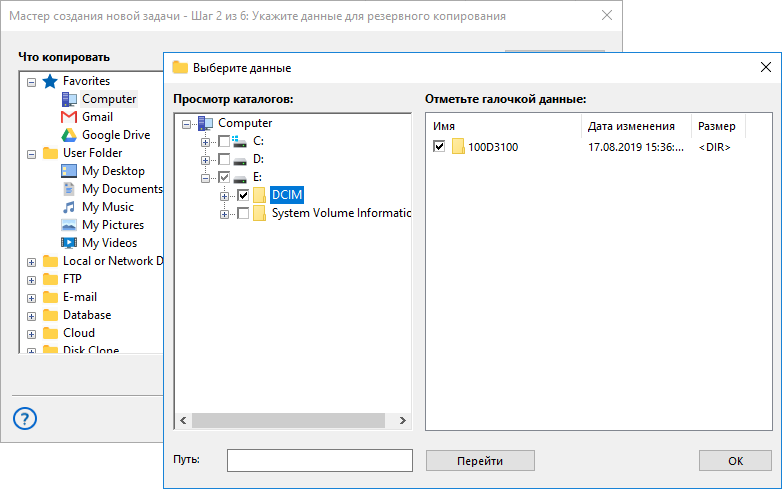 Мастер создания новой задачи - Шаг 2 из 6: Укажите данные для резервного копирования
Что копировать
Favorites
Computer
Gmail
Google Drive
User Folder
My Desktop
My Documents
My Music
My Pictures
My Videos
Local or Network D
FTP
E-mail
Database
Cloud
Disk Clone
?
Выберите данные
Просмотр каталогов:
Computer
C:
D:
E:
DCIM
System Volume Informatic
Отметьте галочкой данные:
Имя Дата изменения Размер
100D3100 17.08.2019 15:36:... <DIR>
Путь: Перейти OK